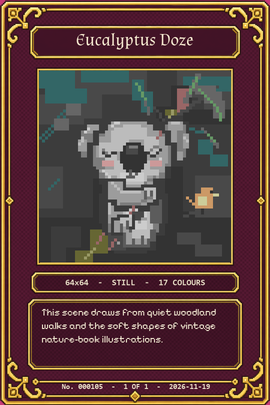 Eucalyptus Doze
64x64 - STILL - 17 COLOURS
This scene draws from quiet woodland
walks and the soft shapes of vintage
nature-book illustrations.
No. 000105 - 1 OF 1 - 2026-11-19